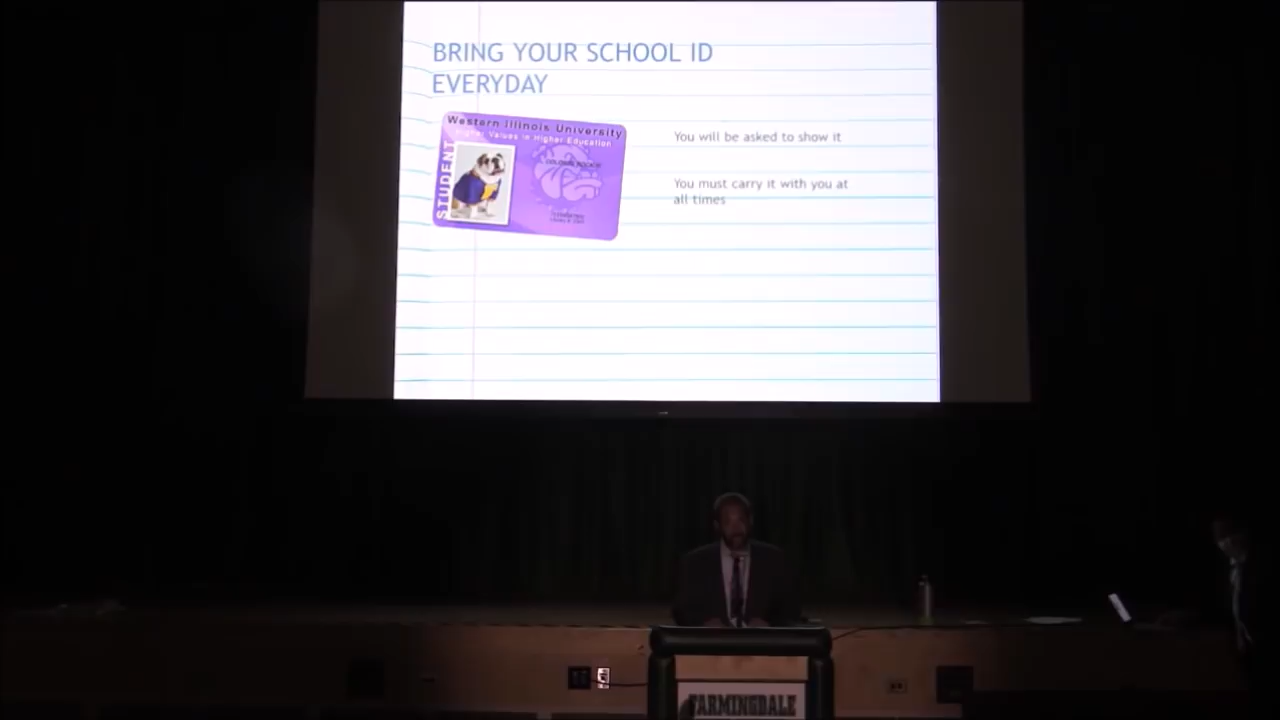 BRING YOUR SCHOOL ID
EVERYDAY
Western Illinois University
Higher Values in Higher Education
STUDENT
You will be asked to show it
You must carry it with you at
all times
FARMINGDALE